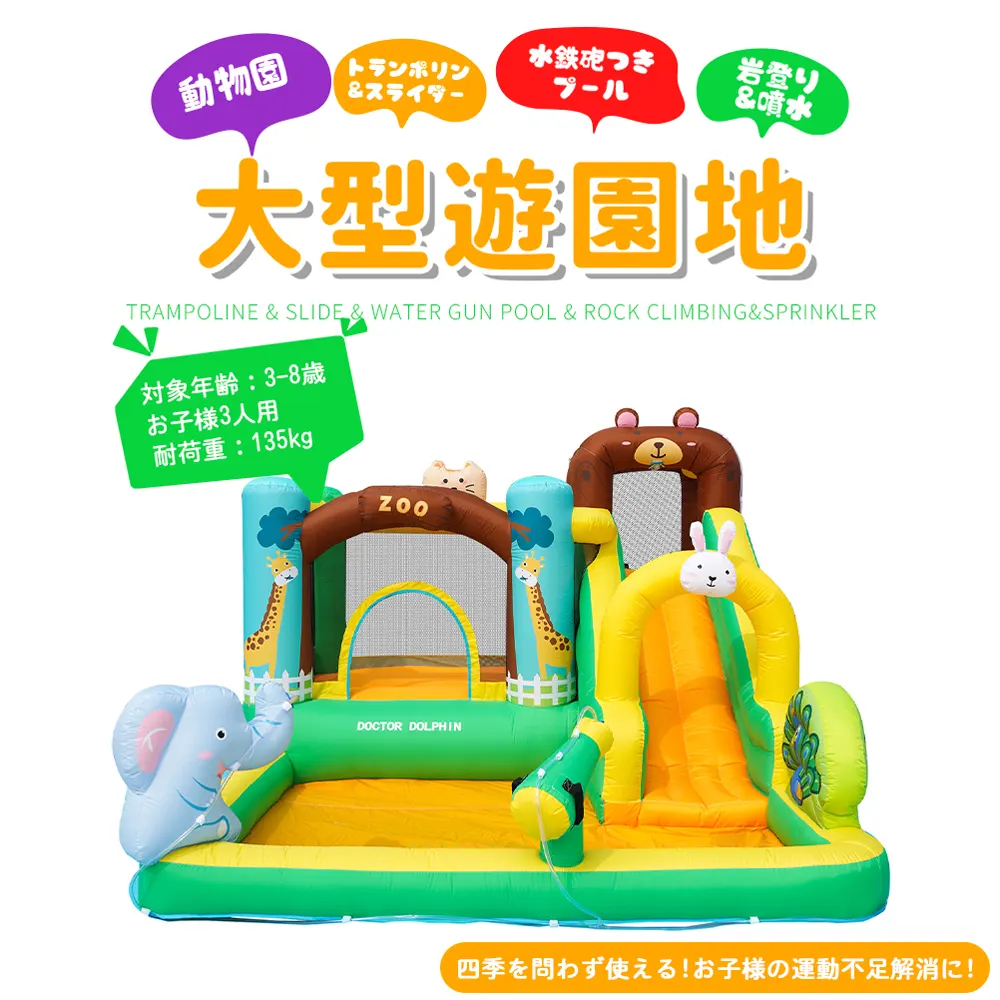 動物園
トランポリン
&スライダー
水鉄砲つき
プール
岩登り
&噴水
大型遊園地
TRAMPOLINE & SLIDE & WATER GUN POOL & ROCK CLIMBING&SPRINKLER
対象年齢：3-8歳
お子様3人用
耐荷重：135kg
ZOO
DOCTOR DOLPHIN
四季を問わず使える!お子様の運動不足解消に!